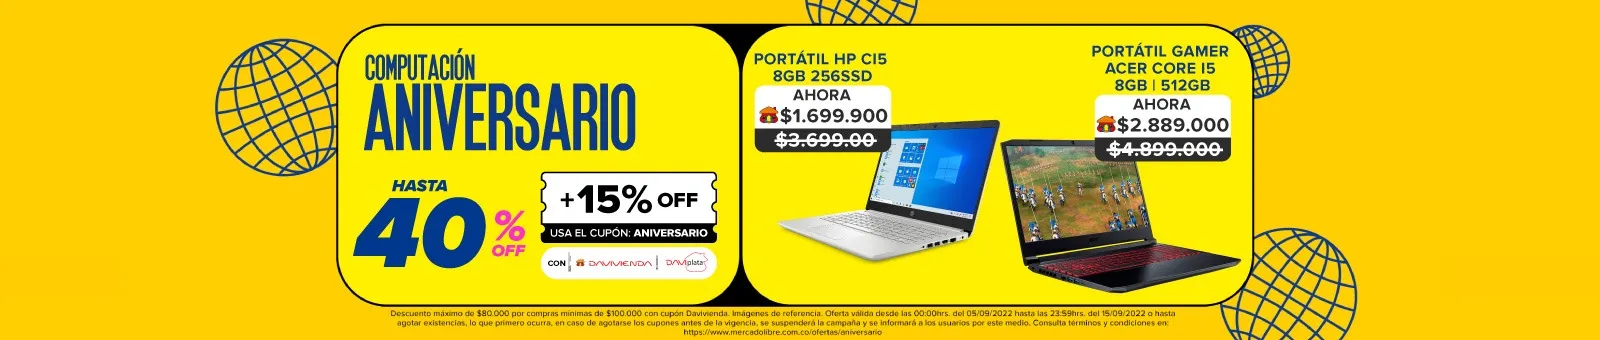 COMPUTACIÓN
ANIVERSARIO
HASTA
40% OFF
+15% OFF
USA EL CUPÓN: ANIVERSARIO
CON DAVIVIENDA | DAVIplata
PORTÁTIL HP CI5
8GB 256SSD
AHORA
$1.699.900
$3.699.00
PORTÁTIL GAMER
ACER CORE I5
8GB | 512GB
AHORA
$2.889.000
$4.899.000
Descuento máximo de $80.000 por compras mínimas de $100.000 con cupón Davivienda. Imágenes de referencia. Oferta válida desde las 00:00hrs. del 05/09/2022 hasta las 23:59hrs. del 15/09/2022 o hasta
agotar existencias, lo que primero ocurra, en caso de agotarse los cupones antes de la vigencia, se suspenderá la campaña y se informará a los usuarios por este medio. Consulta términos y condiciones en:
https://www.mercadolibre.com.co/ofertas/aniversario